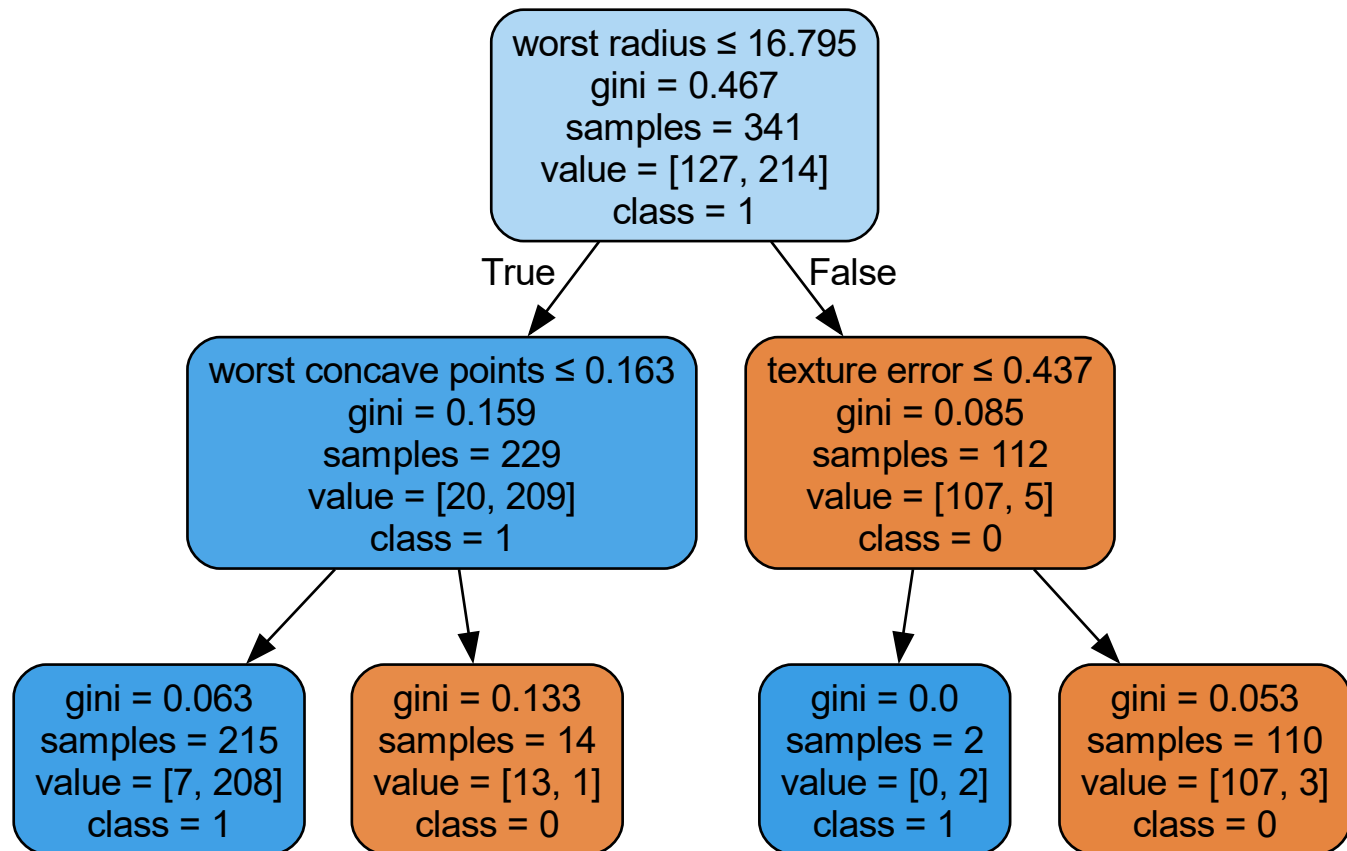 worst radius ≤ 16.795
gini = 0.467
samples = 341
value = [127, 214]
class = 1
True
False
worst concave points ≤ 0.163
gini = 0.159
samples = 229
value = [20, 209]
class = 1
texture error ≤ 0.437
gini = 0.085
samples = 112
value = [107, 5]
class = 0
gini = 0.063
samples = 215
value = [7, 208]
class = 1
gini = 0.133
samples = 14
value = [13, 1]
class = 0
gini = 0.0
samples = 2
value = [0, 2]
class = 1
gini = 0.053
samples = 110
value = [107, 3]
class = 0